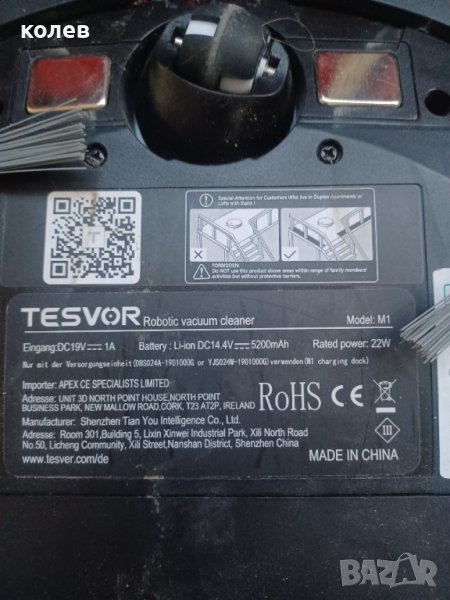 колев
Special Attention for Customers Who live in Duplex Apartments or
Lofts with Stairs !
FORBIDDEN:
Do NOT use this product above areas within range of family members'
activities but without protective barriers.
TESVOR Robotic vacuum cleaner Model: M1
Eingang:DC19V 1A Battery : Li-ion DC14.4V 5200mAh Rated power: 22W
Nur mit der Versorgungseinheit (DBS024A-1901000G or YJS024M-1901000G)verwenden(M1 charging dock)
Importer: APEX CE SPECIALISTS LIMITED
Adresse: UNIT 3D NORTH POINT HOUSE,NORTH POINT
BUSINESS PARK, NEW MALLOW ROAD,CORK, T23 AT2P, IRELAND
RoHS CE
Manufacturer: Shenzhen Tian You Intelligence Co., Ltd.
Adresse: Room 301,Building 5, Lixin Xinwei Industrial Park, Xili North Road
No.50, Licheng Community, Xili Street,Nanshan District, Shenzhen China
www.tesver.com/de
MADE IN CHINA
BAZAR